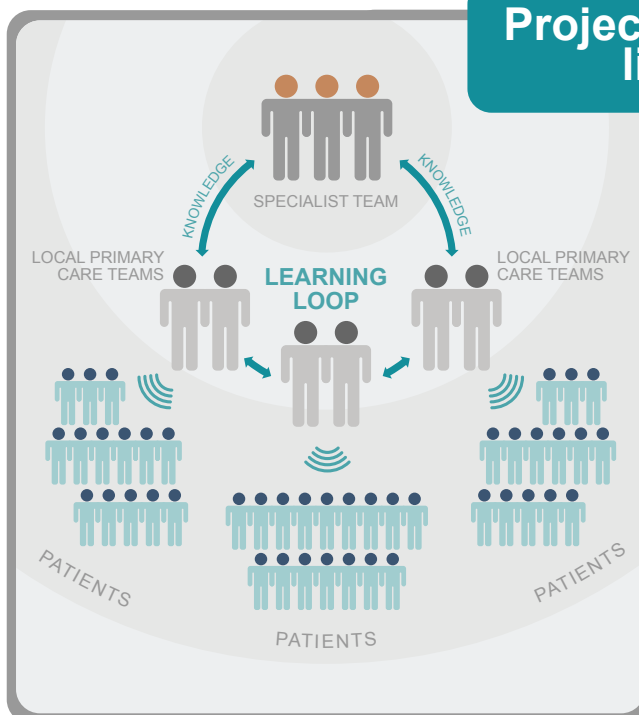 Projec
li
KNOWLEDGE
KNOWLEDGE
SPECIALIST TEAM
LOCAL PRIMARY
CARE TEAMS
LOCAL PRIMARY
CARE TEAMS
LEARNING
LOOP
PATIENTS
PATIENTS
PATIENTS